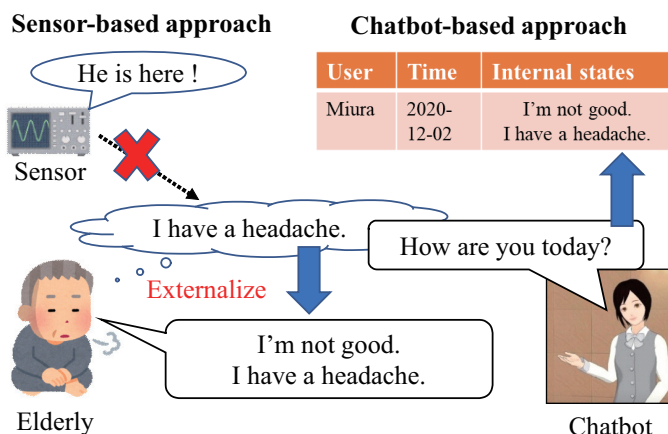 Sensor-based approach
He is here !
Sensor
Chatbot-based approach
User Time Internal states
Miura 2020-12-02 I’m not good.
I have a headache.
I have a headache.
How are you today?
Externalize
I’m not good.
I have a headache.
Elderly
Chatbot